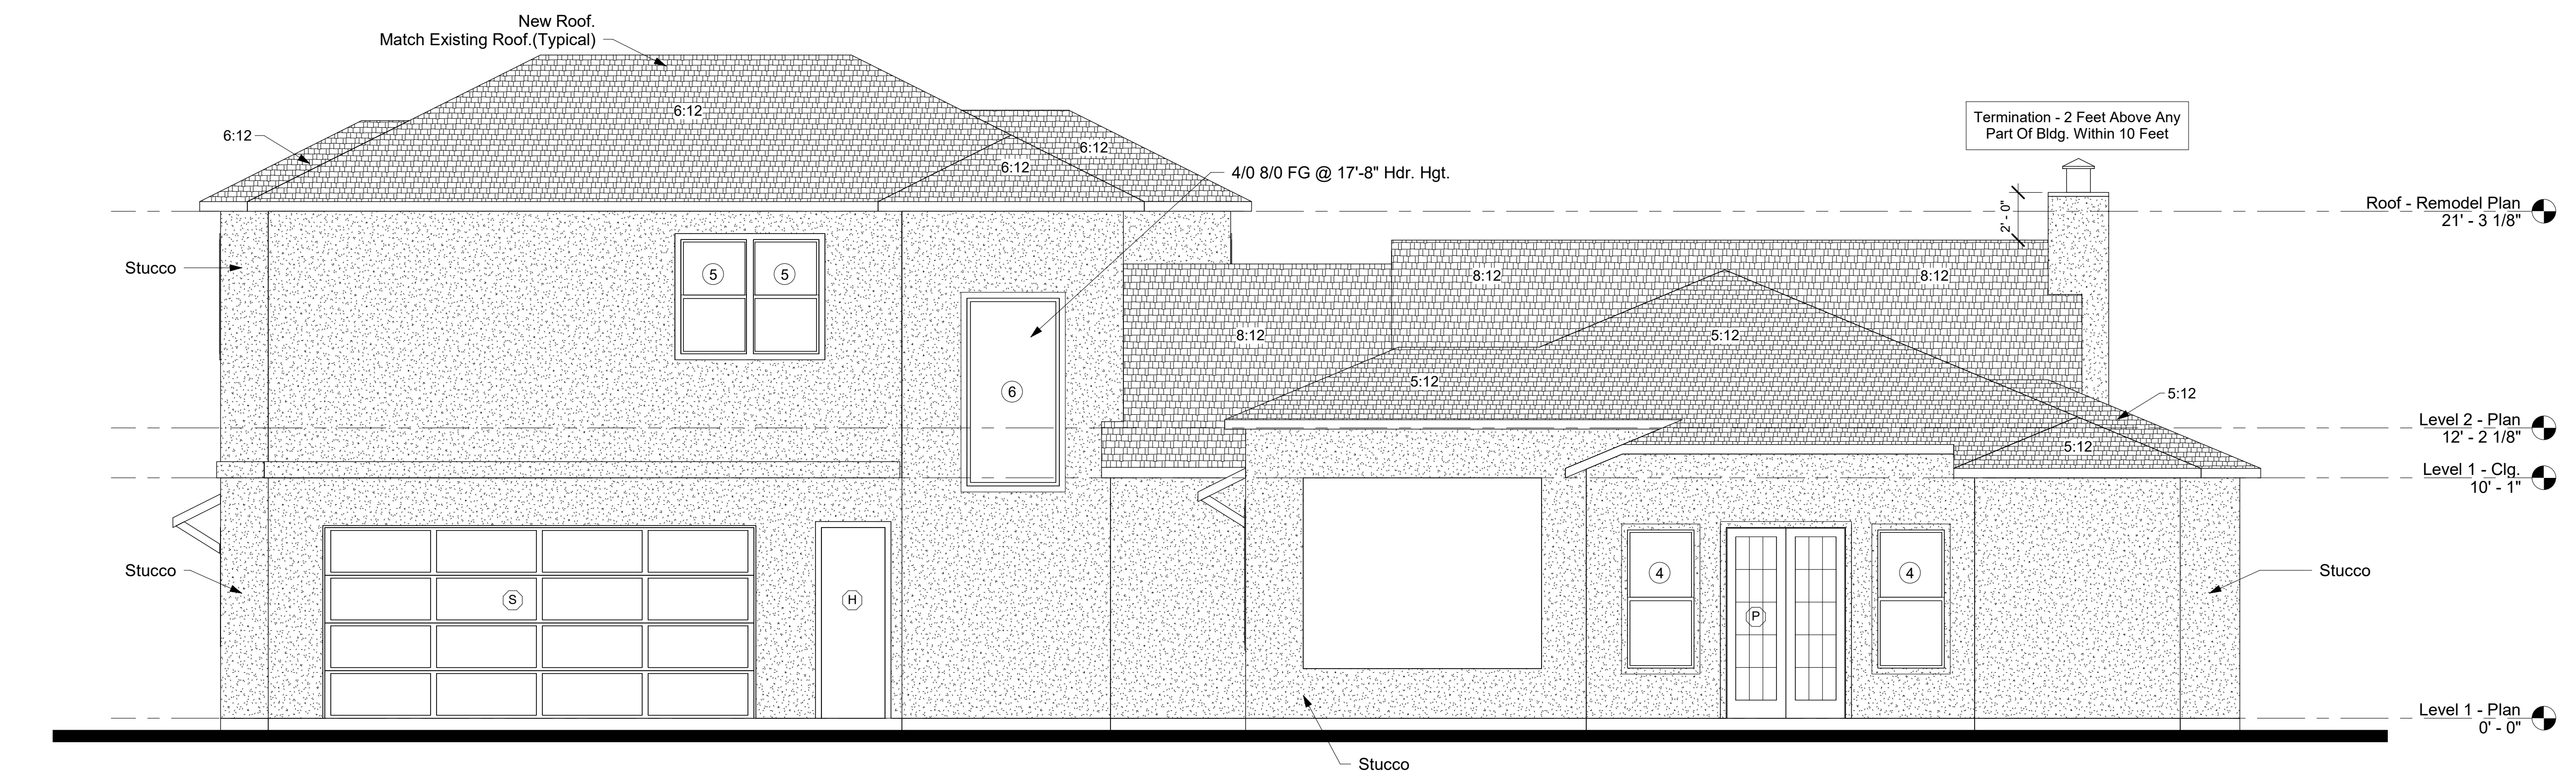 New Roof.
Match Existing Roof.(Typical)
6:12
6:12
6:12
6:12
4/0 8/0 FG @ 17'-8" Hdr. Hgt.
Termination - 2 Feet Above Any
Part Of Bldg. Within 10 Feet
2' - 0"
Roof - Remodel Plan
21' - 3 1/8"
Stucco
5
5
8:12
8:12
8:12
5:12
5:12
5:12
5:12
6
Level 2 - Plan
12' - 2 1/8"
Level 1 - Clg.
10' - 1"
Stucco
S
H
4
P
4
Stucco
Level 1 - Plan
0' - 0"
Stucco